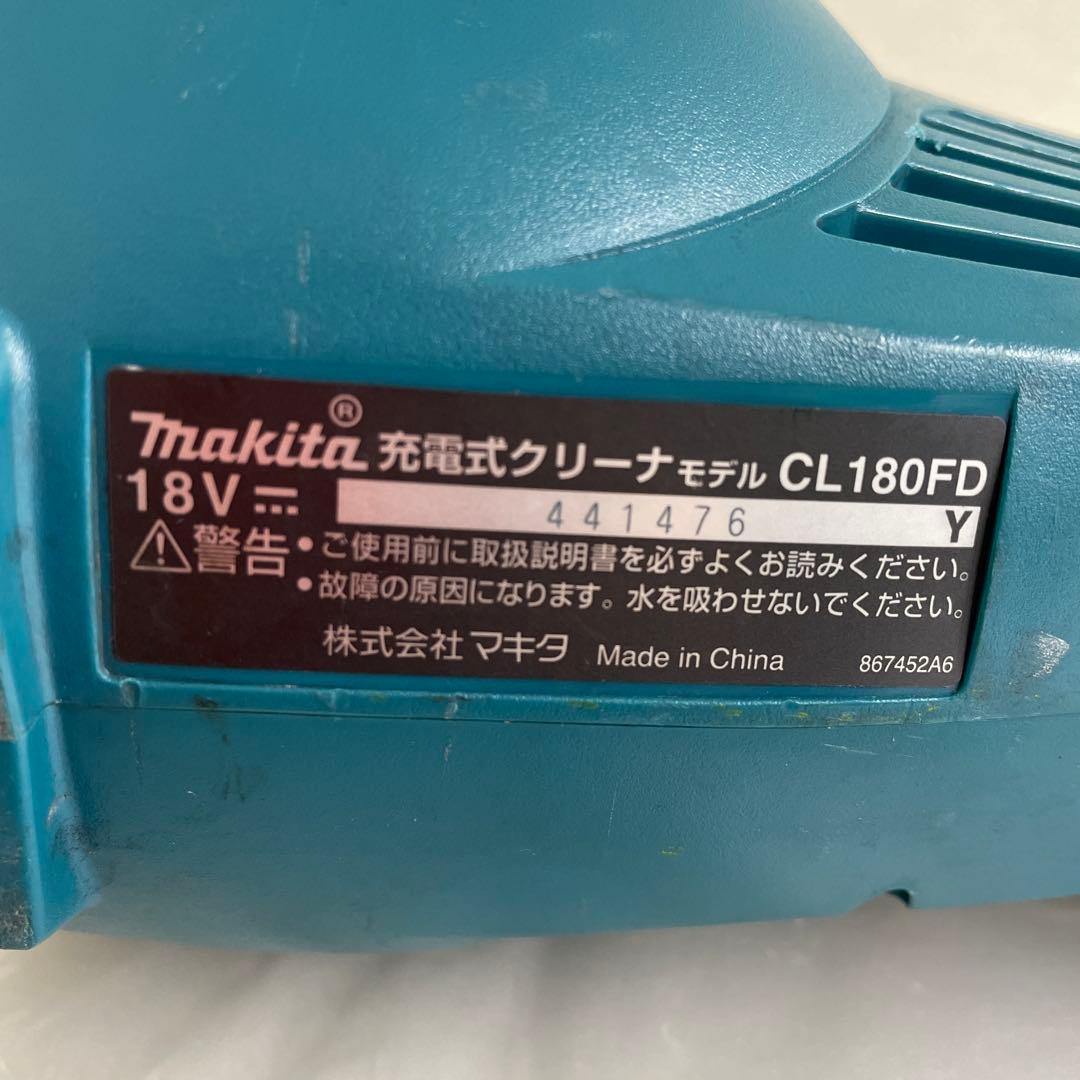 makita® 充電式クリーナ モデル CL180FD
18V ⎓ 441476 Y
⚠警告 •ご使用前に取扱説明書を必ずよくお読みください。
•故障の原因になります。水を吸わせないでください。
株式会社 マキタ Made in China 867452A6